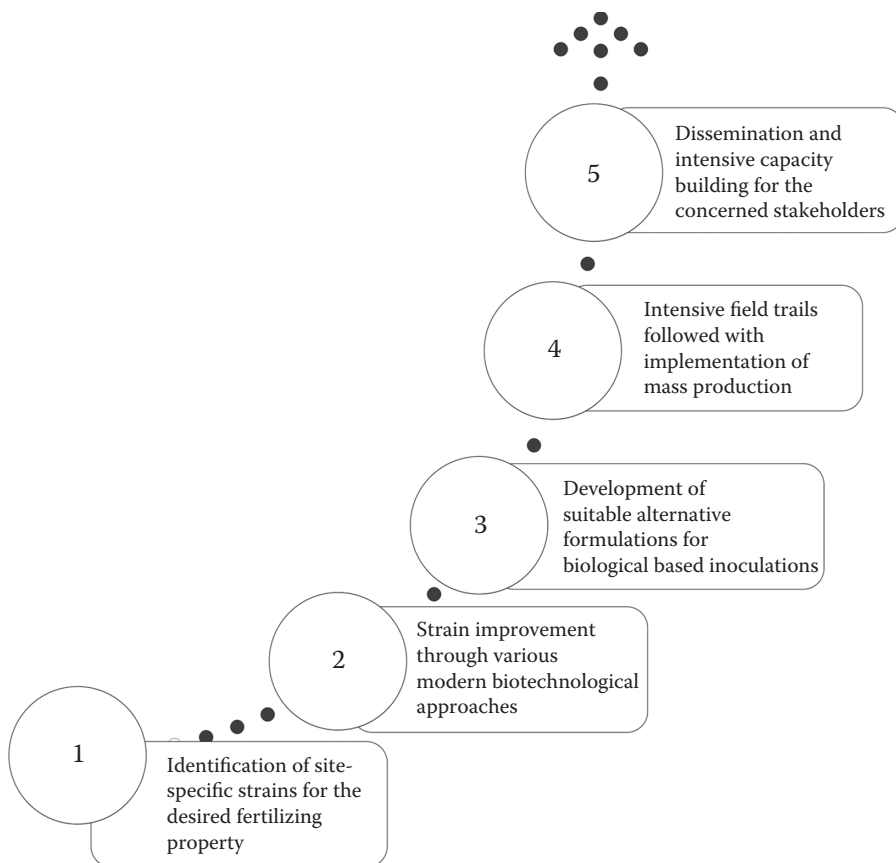 5
Dissemination and
intensive capacity
building for the
concerned stakeholders
4
Intensive field trails
followed with
implementation of
mass production
3
Development of
suitable alternative
formulations for
biological based inoculations
2
Strain improvement
through various
modern biotechnological
approaches
1
Identification of site-
specific strains for the
desired fertilizing
property